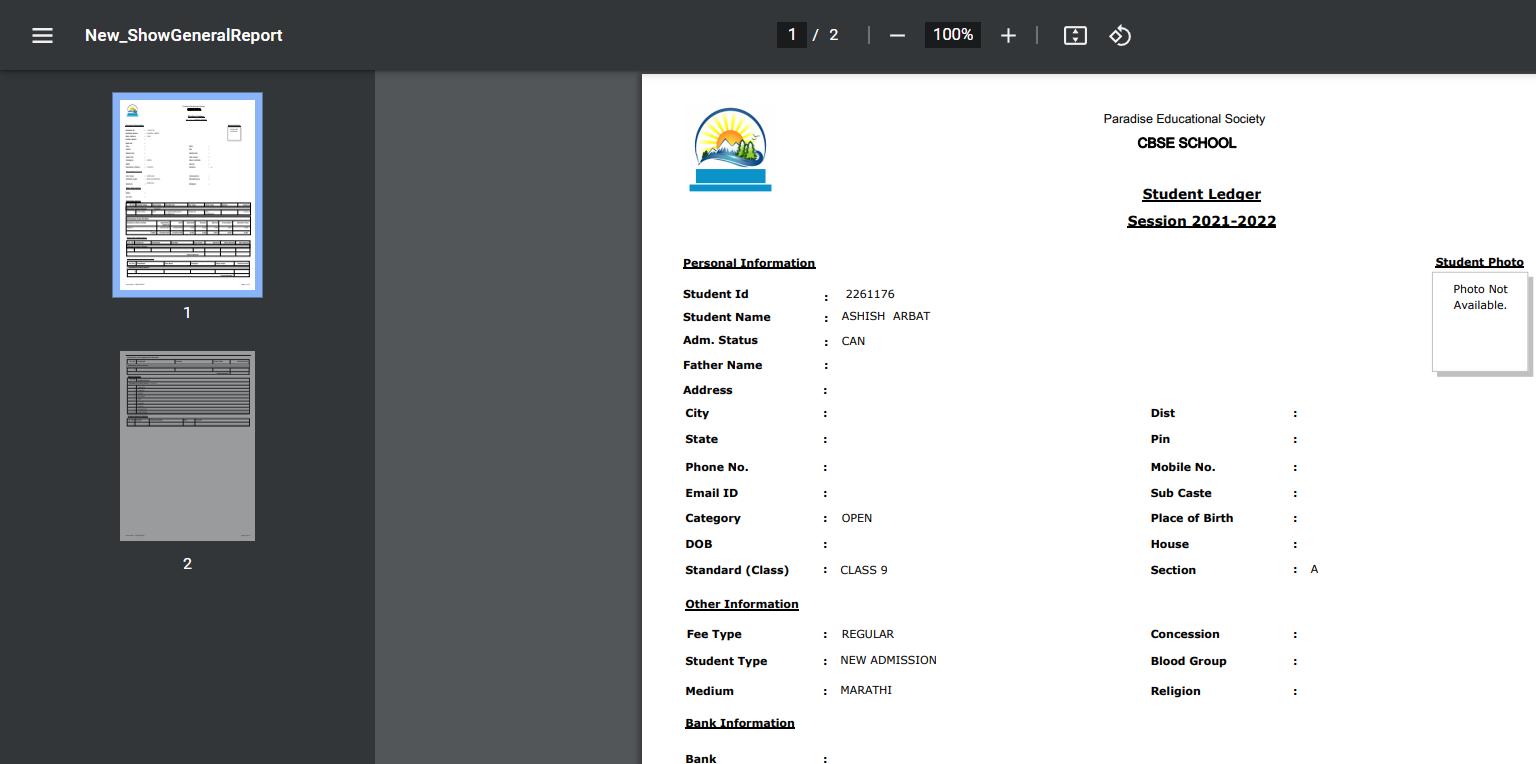 New_ShowGeneralReport
1 / 2
100%
1
2
Paradise Educational Society
CBSE SCHOOL
Student Ledger
Session 2021-2022
Personal Information
Student Photo
Photo Not
Available.
Student Id : 2261176
Student Name : ASHISH ARBAT
Adm. Status : CAN
Father Name :
Address :
City : Dist :
State : Pin :
Phone No. : Mobile No. :
Email ID : Sub Caste :
Category : OPEN Place of Birth :
DOB : House :
Standard (Class) : CLASS 9 Section : A
Other Information
Fee Type : REGULAR Concession :
Student Type : NEW ADMISSION Blood Group :
Medium : MARATHI Religion :
Bank Information
Bank :